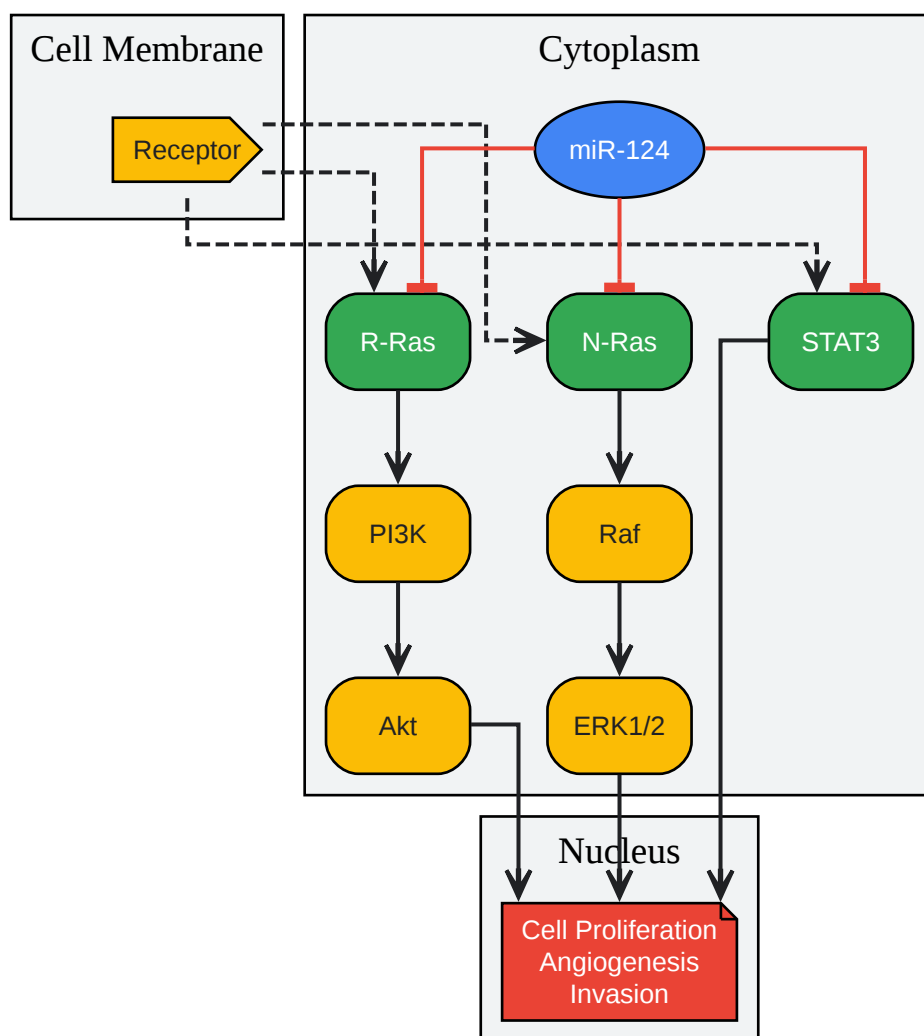 Cell Membrane
Cytoplasm
Receptor
miR-124
R-Ras
N-Ras
STAT3
PI3K
Raf
Akt
ERK1/2
Nucleus
Cell Proliferation
Angiogenesis
Invasion